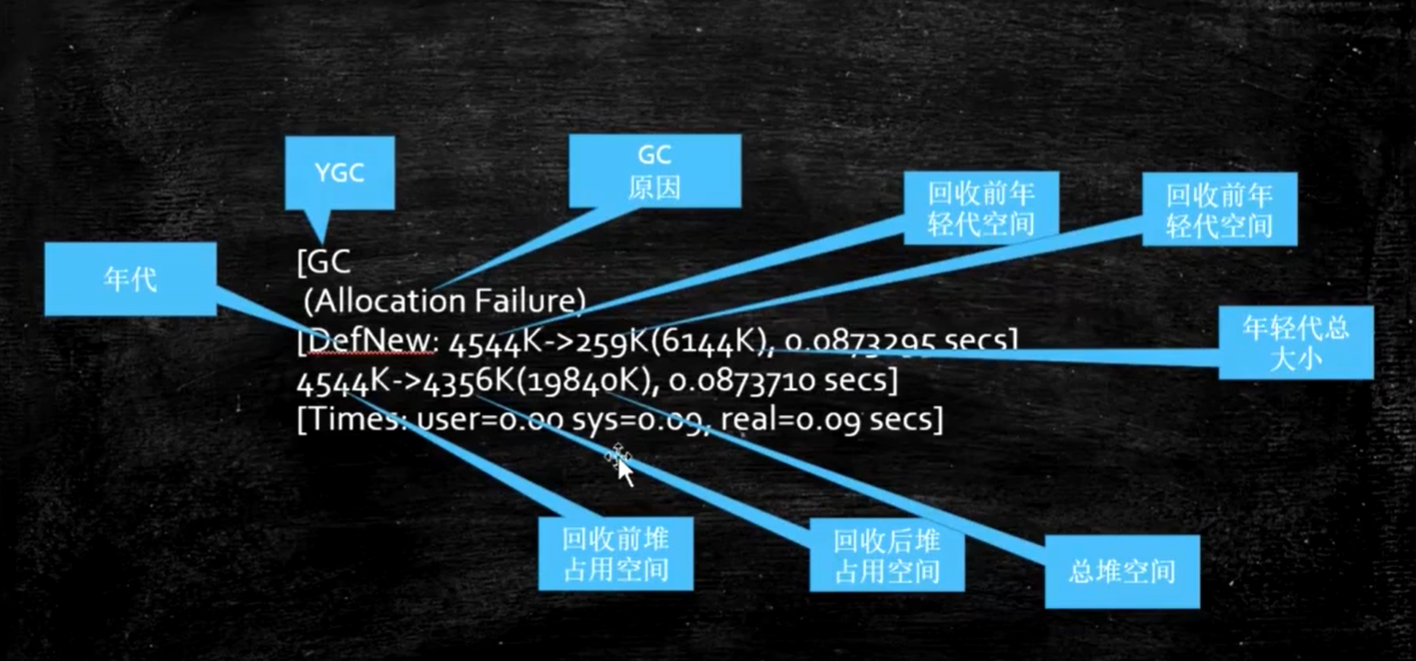 YGC
GC
原因
回收前年
轻代空间
回收前年
轻代空间
年代
[GC
(Allocation Failure)
[DefNew: 4544K->259K(6144K), 0.0873295 secs]
4544K->4356K(19840K), 0.0873710 secs]
[Times: user=0.00 sys=0.09, real=0.09 secs]
年轻代总
大小
回收前堆
占用空间
回收后堆
占用空间
总堆空间